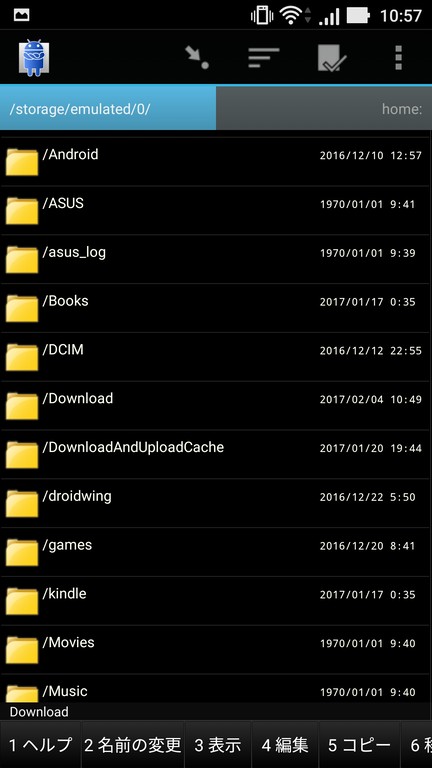 10:57
/storage/emulated/0/ home:
/Android 2016/12/10 12:57
/ASUS 1970/01/01 9:41
/asus_log 1970/01/01 9:39
/Books 2017/01/17 0:35
/DCIM 2016/12/12 22:55
/Download 2017/02/04 10:49
/DownloadAndUploadCache 2017/01/20 19:44
/droidwing 2016/12/22 5:50
/games 2016/12/20 8:41
/kindle 2017/01/17 0:35
/Movies 1970/01/01 9:40
/Music 1970/01/01 9:40
Download
1 ヘルプ 2 名前の変更 3 表示 4 編集 5 コピー 6